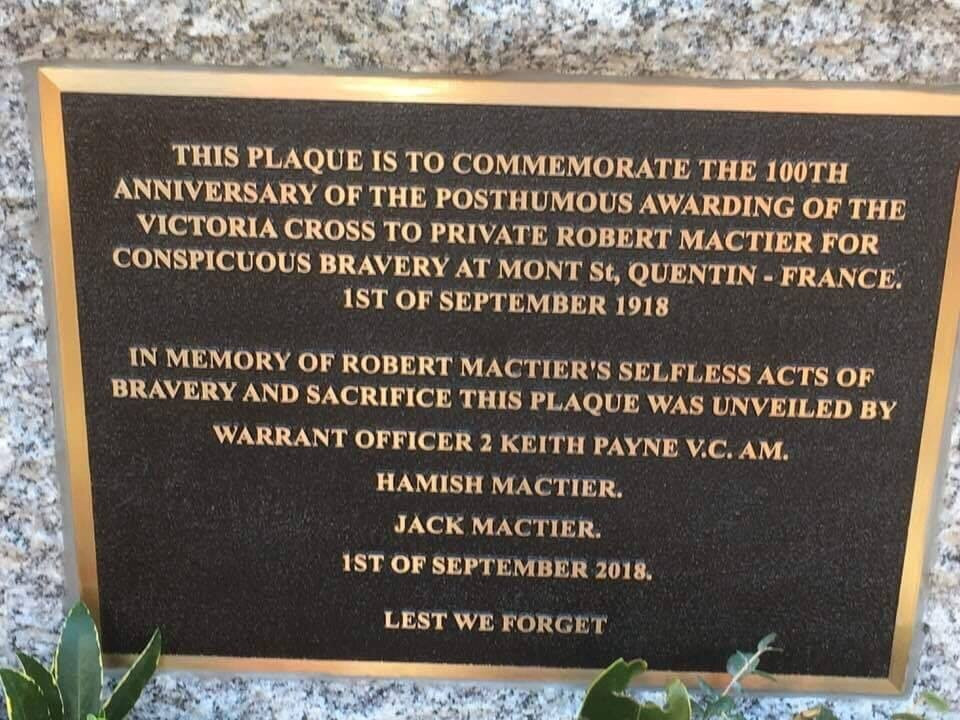 THIS PLAQUE IS TO COMMEMORATE THE 100TH
ANNIVERSARY OF THE POSTHUMOUS AWARDING OF THE
VICTORIA CROSS TO PRIVATE ROBERT MACTIER FOR
CONSPICUOUS BRAVERY AT MONT St, QUENTIN - FRANCE.
1ST OF SEPTEMBER 1918
IN MEMORY OF ROBERT MACTIER'S SELFLESS ACTS OF
BRAVERY AND SACRIFICE THIS PLAQUE WAS UNVEILED BY
WARRANT OFFICER 2 KEITH PAYNE V.C. AM.
HAMISH MACTIER.
JACK MACTIER.
1ST OF SEPTEMBER 2018.
LEST WE FORGET